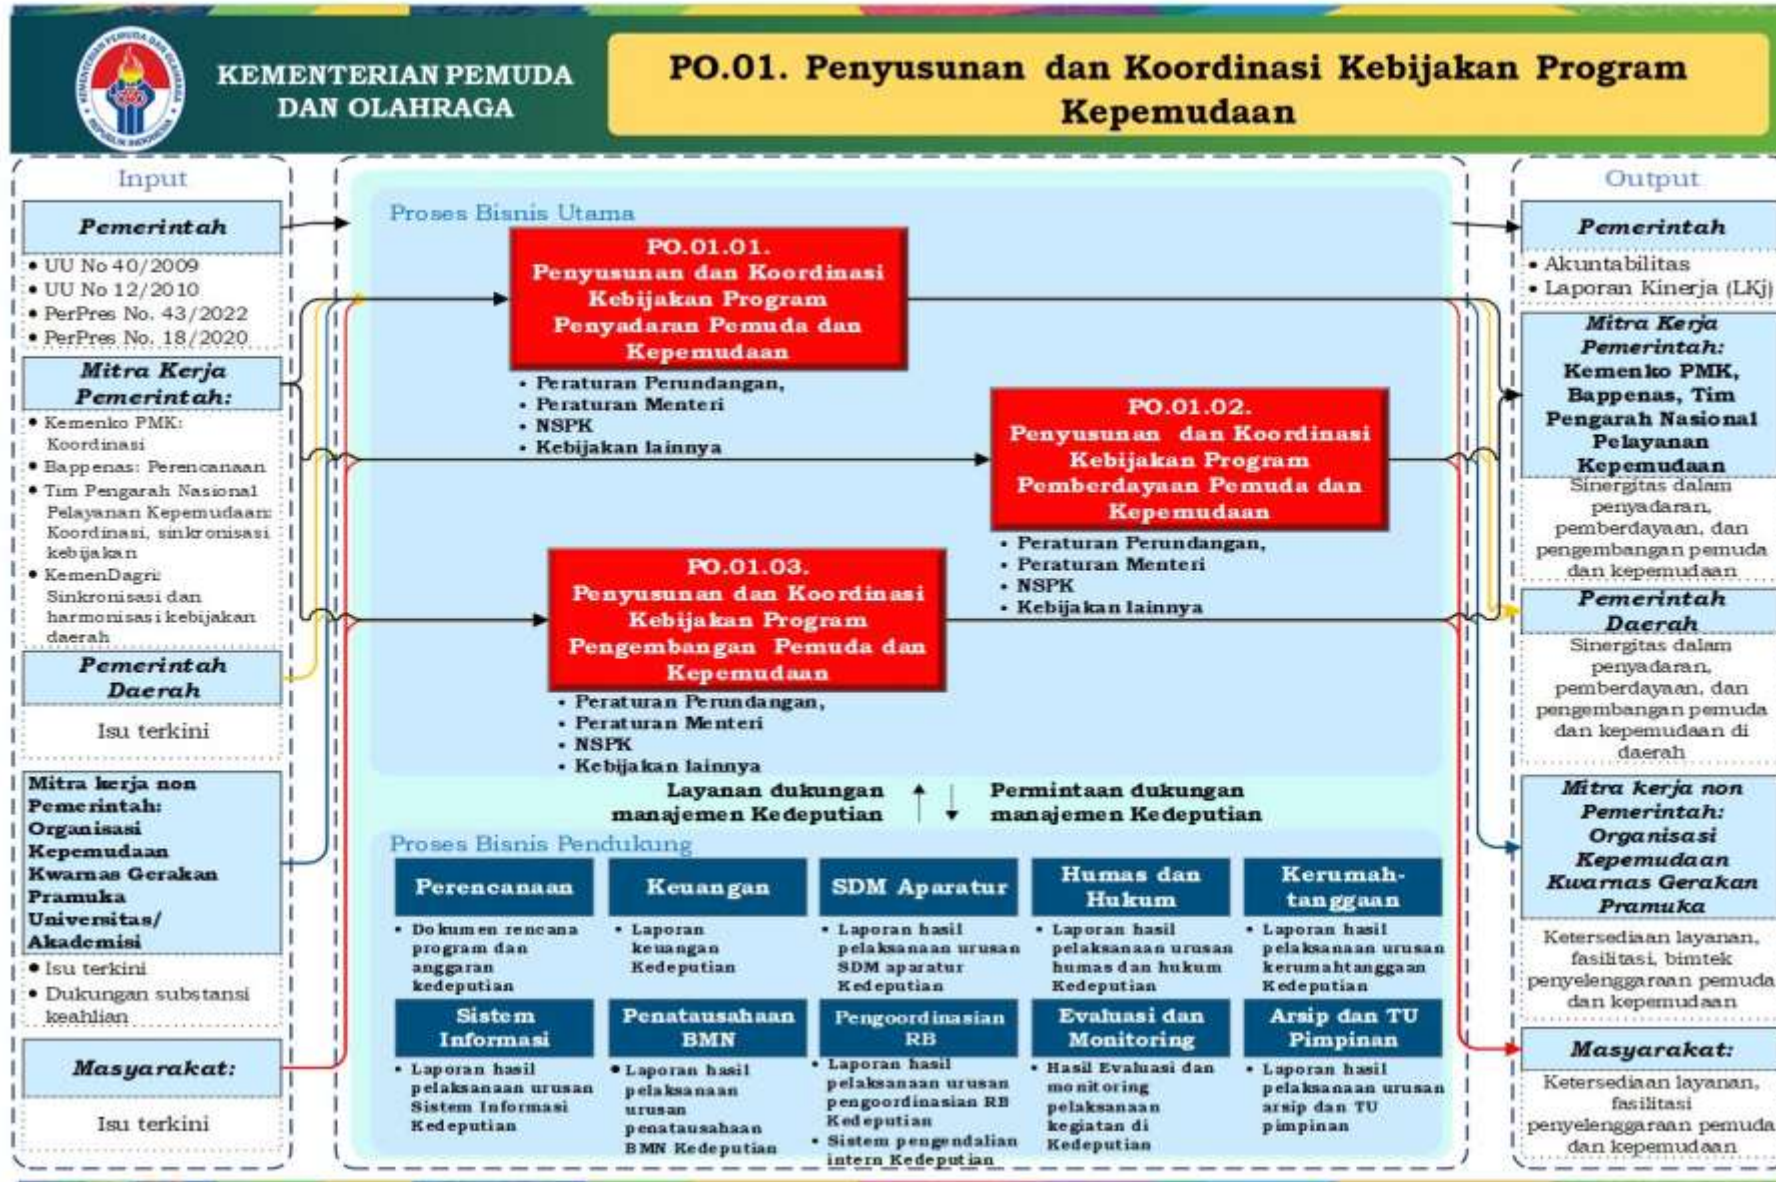 KEMENTERIAN PEMUDA DAN OLAHRAGA
REPUBLIK INDONESIA
KEMENTERIAN PEMUDA
DAN OLAHRAGA
PO.01. Penyusunan dan Koordinasi Kebijakan Program
Kepemudaan
Input
Pemerintah
• UU No 40/2009
• UU No 12/2010
• PerPres No. 43/2022
• PerPres No. 18/2020
Mitra Kerja
Pemerintah:
• Kemenko PMK:
Koordinasi
• Bappenas: Perencanaan
• Tim Pengarah Nasional
Pelayanan Kepemudaan:
Koordinasi, sinkronisasi
kebijakan
• KemenDagri:
Sinkronisasi dan
harmonisasi kebijakan
daerah
Pemerintah
Daerah
Isu terkini
Mitra kerja non
Pemerintah:
Organisasi
Kepemudaan
Kwarnas Gerakan
Pramuka
Universitas/
Akademisi
• Isu terkini
• Dukungan substansi
keahlian
Masyarakat:
Isu terkini
Proses Bisnis Utama
PO.01.01.
Penyusunan dan Koordinasi
Kebijakan Program
Penyadaran Pemuda dan
Kepemudaan
• Peraturan Perundangan,
• Peraturan Menteri
• NSPK
• Kebijakan lainnya
PO.01.02.
Penyusunan dan Koordinasi
Kebijakan Program
Pemberdayaan Pemuda dan
Kepemudaan
• Peraturan Perundangan,
• Peraturan Menteri
• NSPK
• Kebijakan lainnya
PO.01.03.
Penyusunan dan Koordinasi
Kebijakan Program
Pengembangan Pemuda dan
Kepemudaan
• Peraturan Perundangan,
• Peraturan Menteri
• NSPK
• Kebijakan lainnya
Layanan dukungan
manajemen Kedeputian
Permintaan dukungan
manajemen Kedeputian
Proses Bisnis Pendukung
Perencanaan
• Dokumen rencana
program dan
anggaran
kedeputian
Keuangan
• Laporan
keuangan
Kedeputian
SDM Aparatur
• Laporan hasil
pelaksanaan urusan
SDM aparatur
Kedeputian
Humas dan
Hukum
• Laporan hasil
pelaksanaan urusan
humas dan hukum
Kedeputian
Kerumah-
tanggaan
• Laporan hasil
pelaksanaan urusan
kerumahtanggaan
Kedeputian
Sistem
Informasi
• Laporan hasil
pelaksanaan urusan
Sistem Informasi
Kedeputian
Penatausahaan
BMN
• Laporan hasil
pelaksanaan
urusan
penatausahaan
BMN Kedeputian
Pengoordinasian
RB
• Laporan hasil
pelaksanaan urusan
pengoordinasian RB
Kedeputian
• Sistem pengendalian
intern Kedeputian
Evaluasi dan
Monitoring
• Hasil Evaluasi dan
monitoring
pelaksanaan
kegiatan di
Kedeputian
Arsip dan TU
Pimpinan
• Laporan hasil
pelaksanaan urusan
arsip dan TU
pimpinan
Output
Pemerintah
• Akuntabilitas
• Laporan Kinerja (LKj)
Mitra Kerja
Pemerintah:
Kemenko PMK,
Bappenas, Tim
Pengarah Nasional
Pelayanan
Kepemudaan
Sinergitas dalam
penyadaran,
pemberdayaan, dan
pengembangan pemuda
dan kepemudaan
Pemerintah
Daerah
Sinergitas dalam
penyadaran,
pemberdayaan, dan
pengembangan pemuda
dan kepemudaan di
daerah
Mitra kerja non
Pemerintah:
Organisasi
Kepemudaan
Kwarnas Gerakan
Pramuka
Ketersediaan layanan,
fasilitasi, bimtek
penyelenggaraan pemuda
dan kepemudaan
Masyarakat:
Ketersediaan layanan,
fasilitasi
penyelenggaraan pemuda
dan kepemudaan